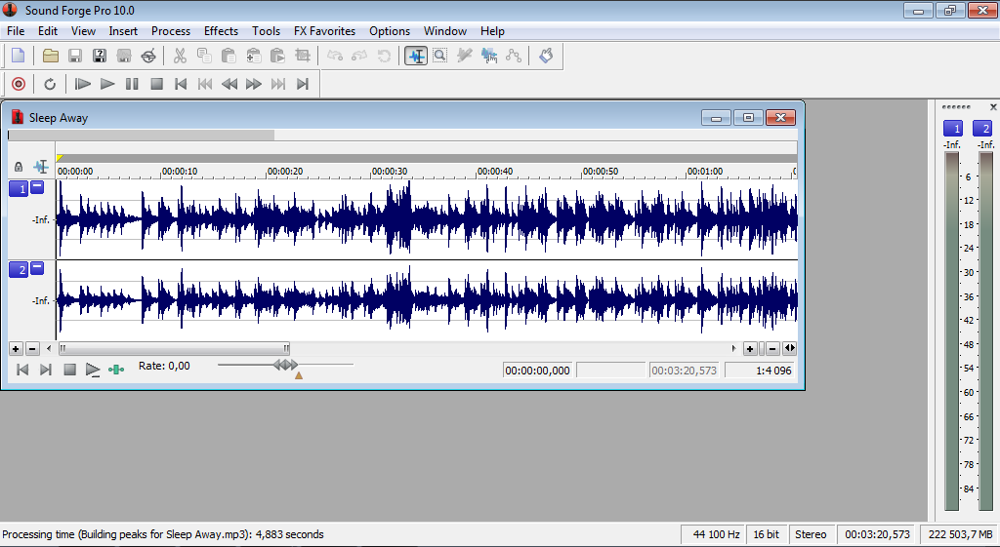 Sound Forge Pro 10.0
File Edit View Insert Process Effects Tools FX Favorites Options Window Help
Sleep Away
1 2
-Inf. -Inf.
00:00:00 00:00:10 00:00:20 00:00:30 00:00:40 00:00:50 00:01:00
1
-Inf.
2
-Inf.
6
12
18
24
30
36
42
48
54
60
66
72
78
84
Rate: 0,00
00:00:00,000 00:03:20,573 1:4 096
Processing time (Building peaks for Sleep Away.mp3): 4,883 seconds
44 100 Hz 16 bit Stereo 00:03:20,573 222 503,7 MB